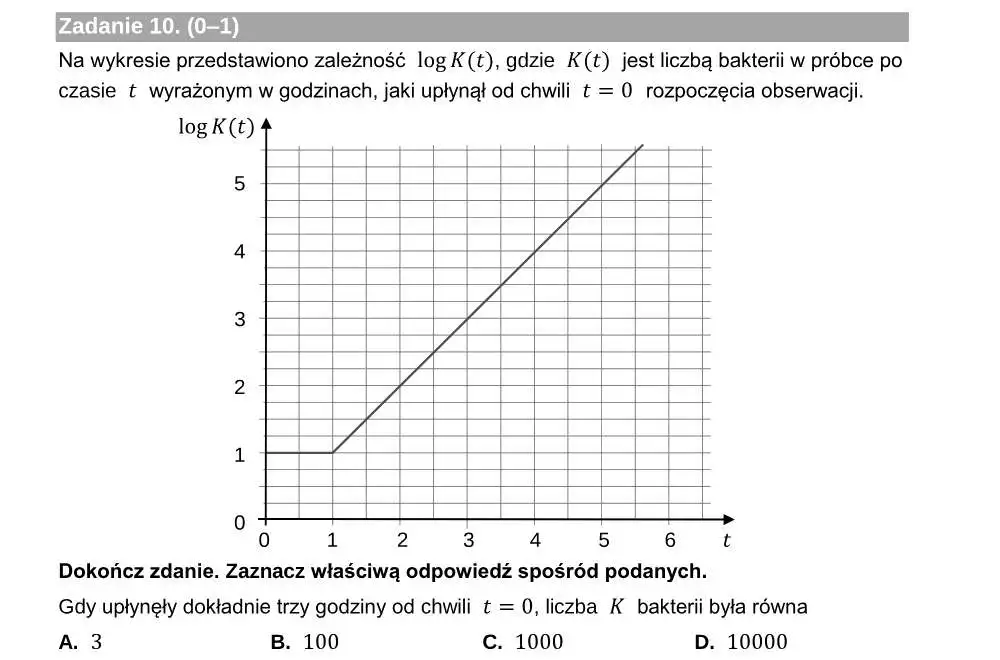 Zadanie 10. (0–1)
Na wykresie przedstawiono zależność log K(t), gdzie K(t) jest liczbą bakterii w próbce po
czasie t wyrażonym w godzinach, jaki upłynął od chwili t = 0 rozpoczęcia obserwacji.
log K(t)
5
4
3
2
1
0
0 1 2 3 4 5 6 t
Dokończ zdanie. Zaznacz właściwą odpowiedź spośród podanych.
Gdy upłynęły dokładnie trzy godziny od chwili t = 0, liczba K bakterii była równa
A. 3 B. 100 C. 1000 D. 10000